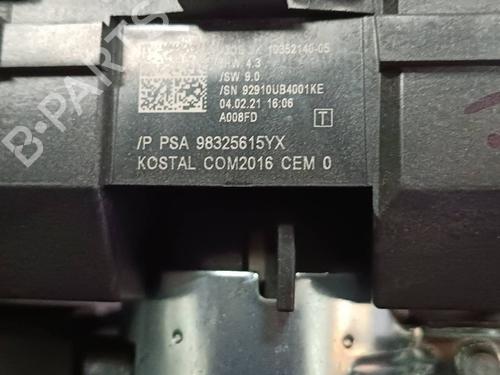 10352140-05
/HW 4.3
/SW 9.0
/SN 92910UB4001KE
04.02.21 16:06
A008FD
T
/P PSA 98325615YX
KOSTAL COM2016 CEM 0
B-PARTS